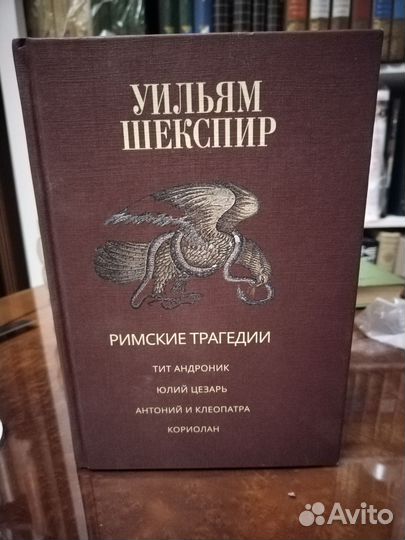 УИЛЬЯМ
ШЕКСПИР
РИМСКИЕ ТРАГЕДИИ
ТИТ АНДРОНИК
ЮЛИЙ ЦЕЗАРЬ
АНТОНИЙ И КЛЕОПАТРА
КОРИОЛАН
Avito